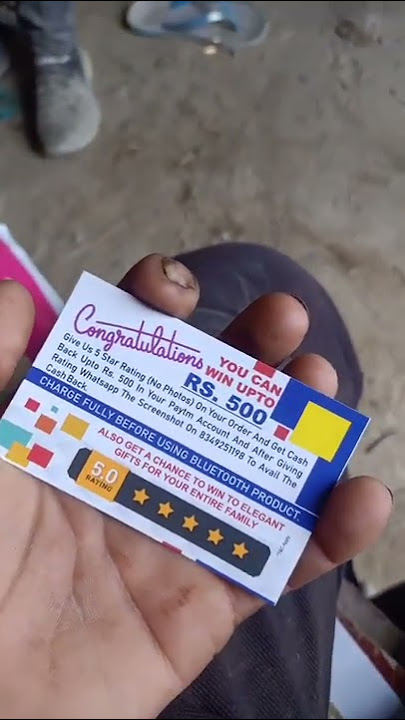 Congratulations
YOU CAN
WIN UPTO
RS. 500
Give Us 5 Star Rating (No Photos) On Your Order And Get Cash
Back Upto Rs. 500 In Your Paytm Account And After Giving
Rating Whatsapp The Screenshot On 8349251198 To Avail The
Cash Back.
CHARGE FULLY BEFORE USING BLUETOOTH PRODUCT.
ALSO GET A CHANCE TO WIN TO ELEGANT
GIFTS FOR YOUR ENTIRE FAMILY
5.0
RATING